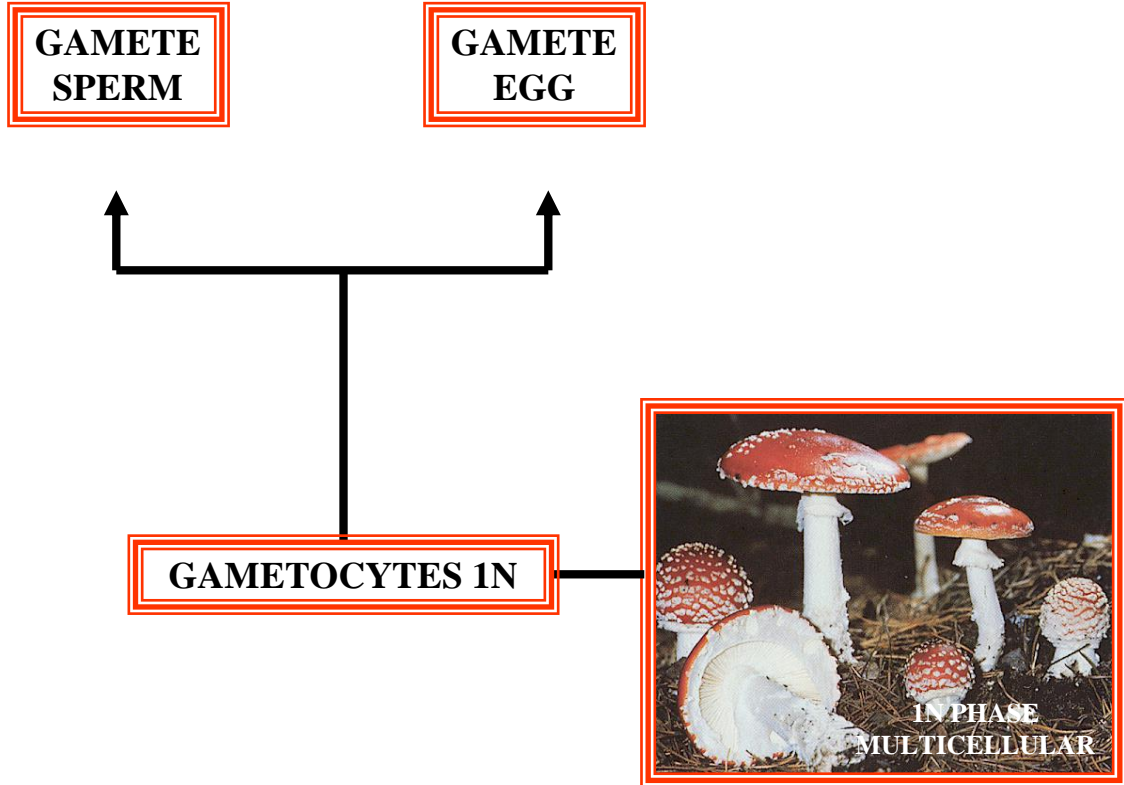 GAMETE
SPERM
GAMETE
EGG
GAMETOCYTES 1N
1N PHASE
MULTICELLULAR